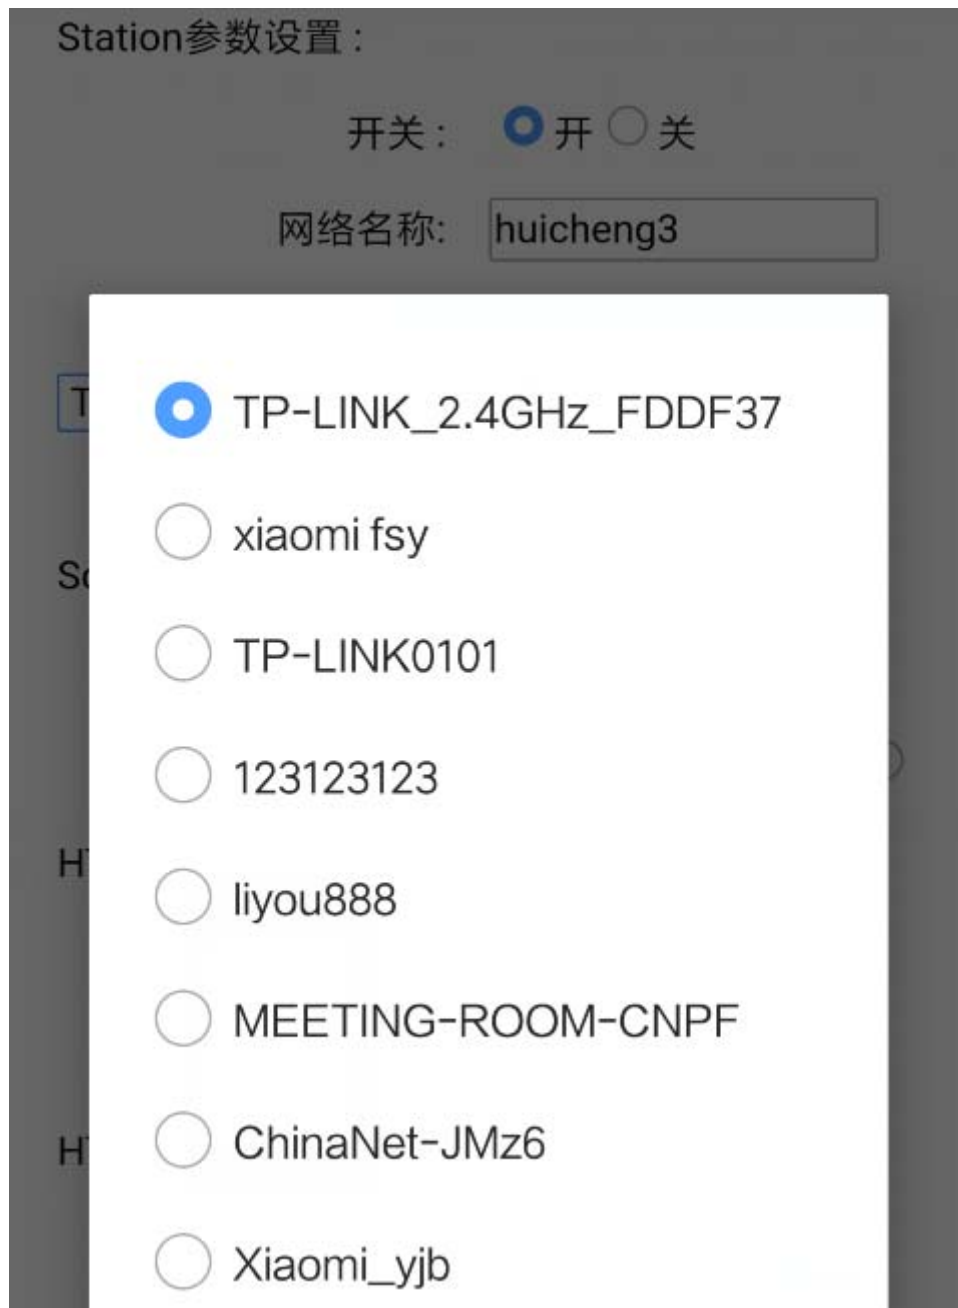 Station参数设置：
开关： 开 关
网络名称: huicheng3
TP-LINK_2.4GHz_FDDF37
xiaomi fsy
TP-LINK0101
123123123
liyou888
MEETING-ROOM-CNPF
ChinaNet-JMz6
Xiaomi_yjb